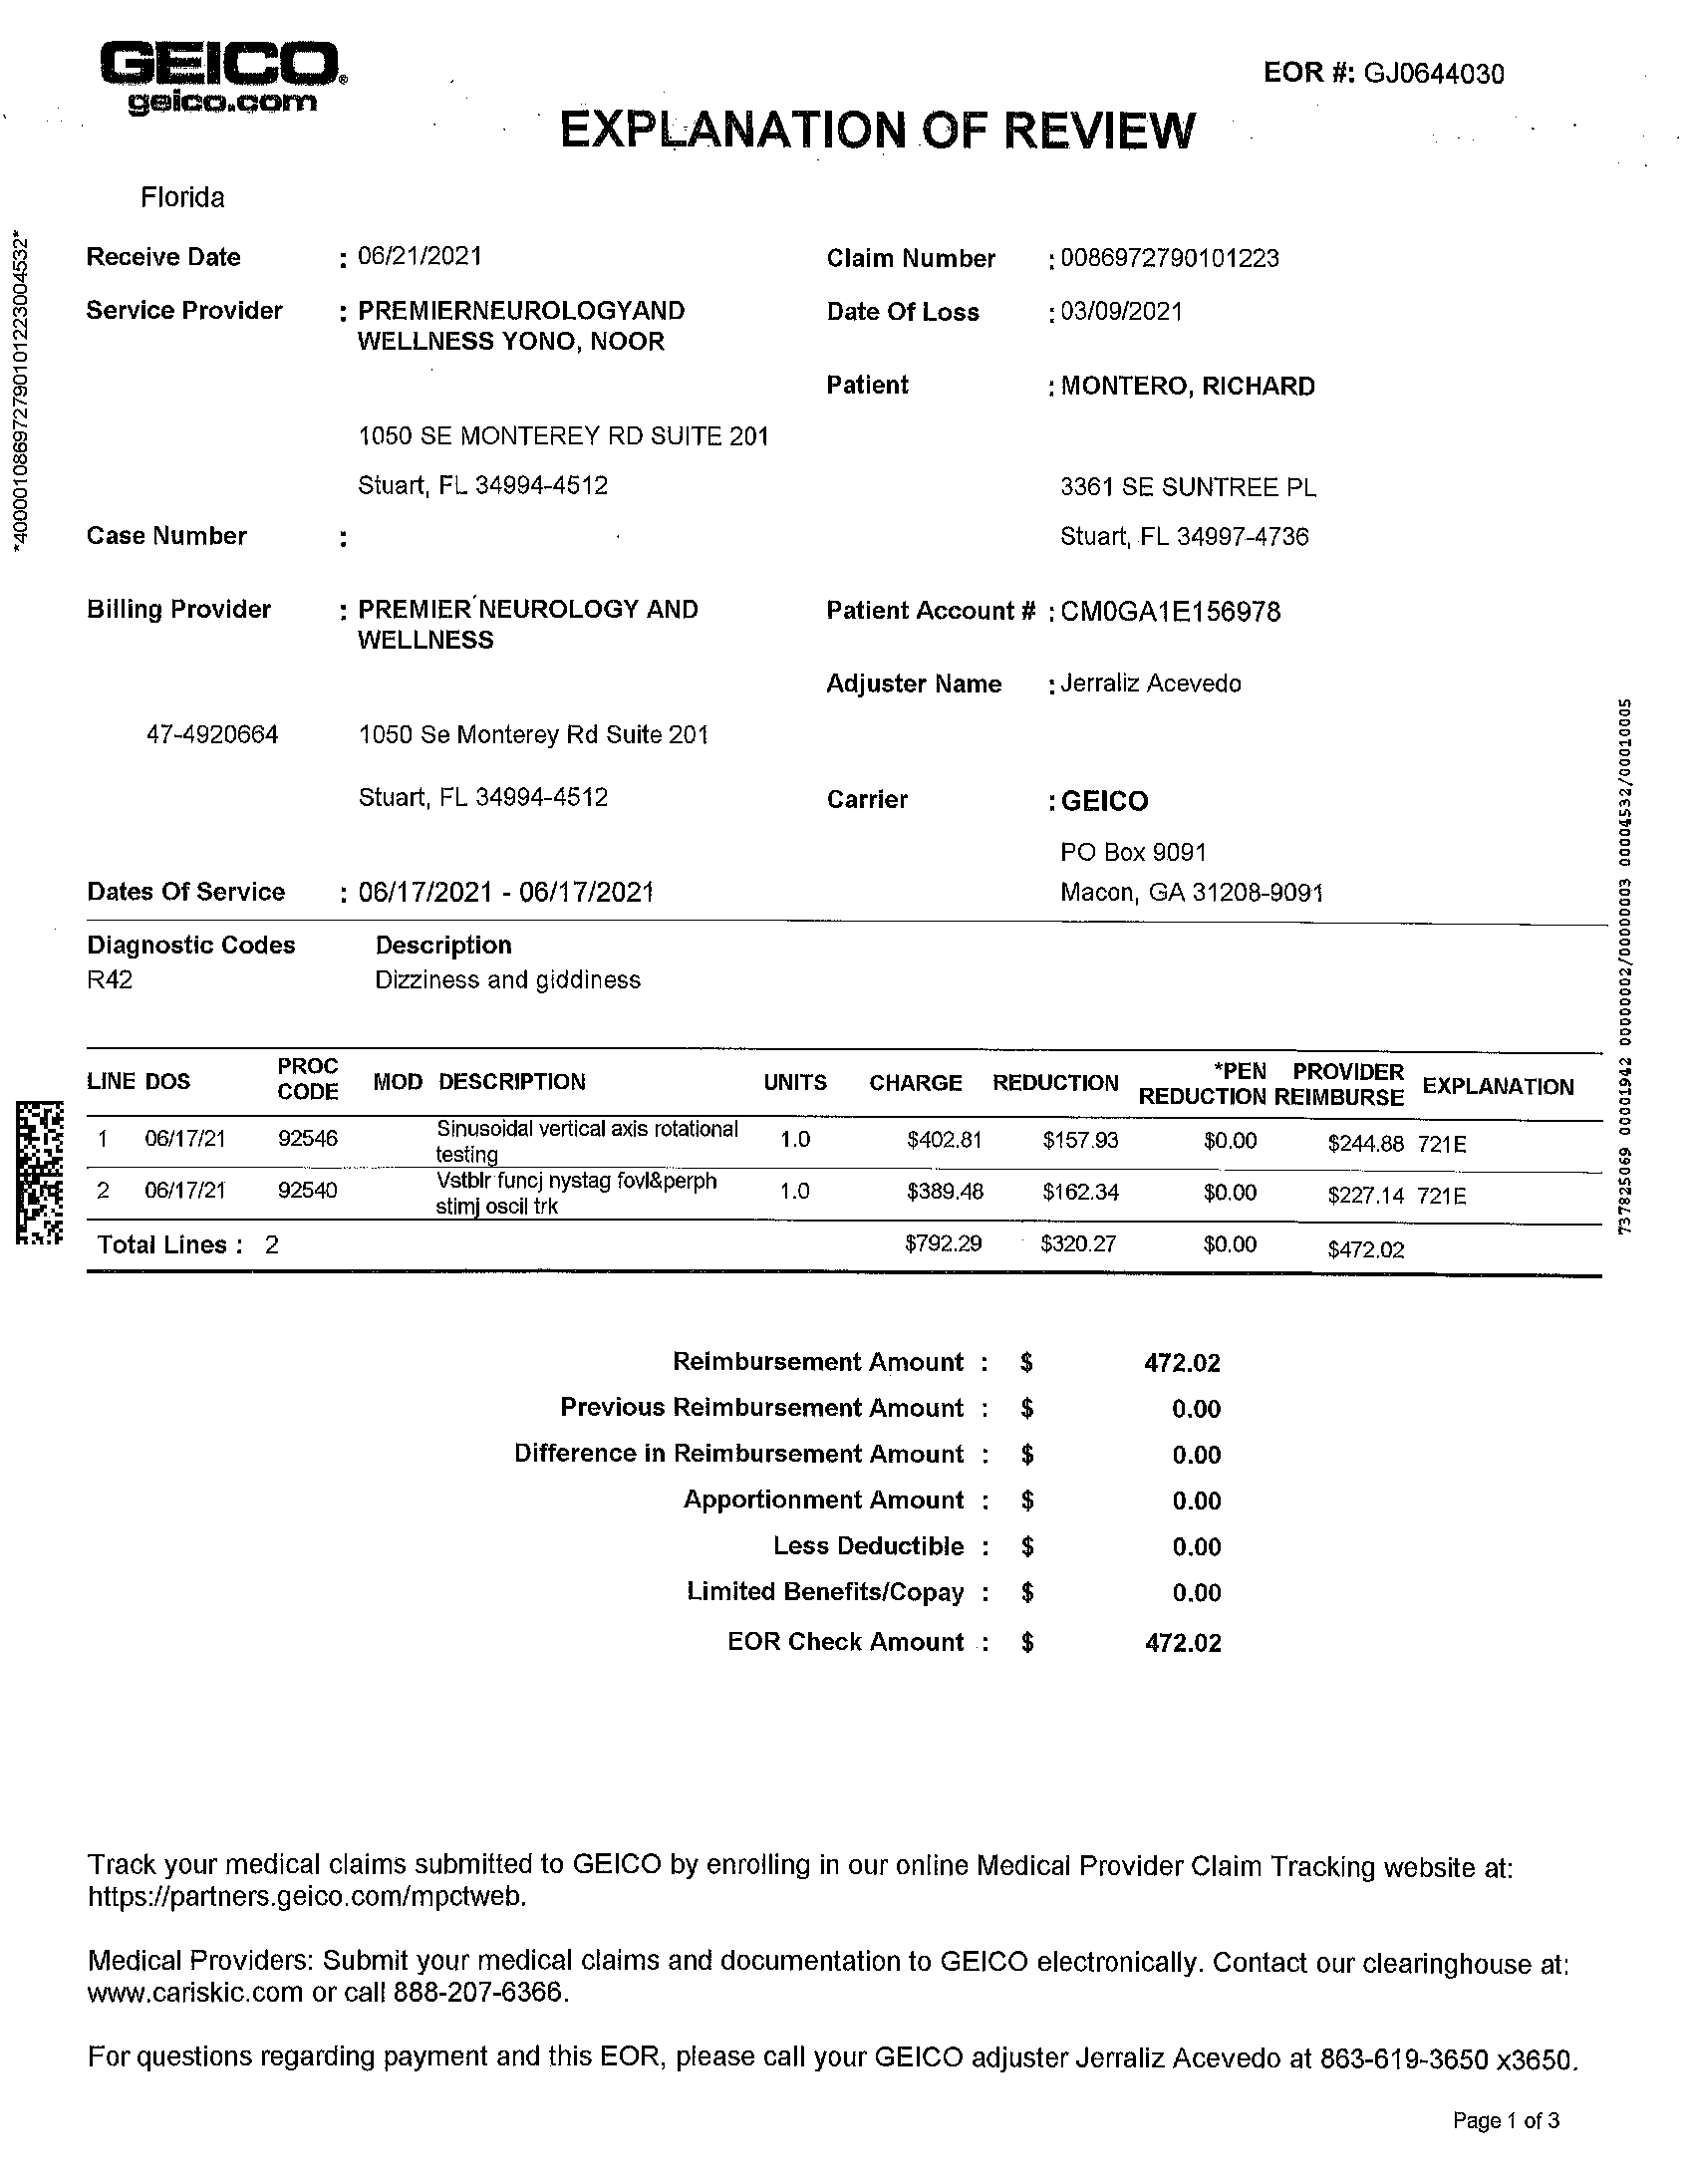 GEICO®
geico.com
EOR #: GJ0644030
EXPLANATION OF REVIEW
Florida
Receive Date : 06/21/2021
Claim Number : 0086972790101223
Service Provider : PREMIERNEUROLOGYAND
WELLNESS YONO, NOOR
Date Of Loss : 03/09/2021
Patient : MONTERO, RICHARD
1050 SE MONTEREY RD SUITE 201
Stuart, FL 34994-4512
3361 SE SUNTREE PL
Case Number :
Stuart, FL 34997-4736
Billing Provider : PREMIER NEUROLOGY AND
WELLNESS
Patient Account # : CM0GA1E156978
Adjuster Name : Jerraliz Acevedo
47-4920664 1050 Se Monterey Rd Suite 201
Stuart, FL 34994-4512
Carrier : GEICO
PO Box 9091
Dates Of Service : 06/17/2021 - 06/17/2021
Macon, GA 31208-9091
Diagnostic Codes Description
R42 Dizziness and giddiness
LINE DOS PROC CODE MOD DESCRIPTION UNITS CHARGE REDUCTION *PEN REDUCTION PROVIDER REIMBURSE EXPLANATION
1 06/17/21 92546 Sinusoidal vertical axis rotational testing 1.0 $402.81 $157.93 $0.00 $244.88 721E
2 06/17/21 92540 Vstblr funcj nystag fovl&perph stimj oscil trk 1.0 $389.48 $162.34 $0.00 $227.14 721E
Total Lines : 2 $792.29 $320.27 $0.00 $472.02
Reimbursement Amount : $ 472.02
Previous Reimbursement Amount : $ 0.00
Difference in Reimbursement Amount : $ 0.00
Apportionment Amount : $ 0.00
Less Deductible : $ 0.00
Limited Benefits/Copay : $ 0.00
EOR Check Amount : $ 472.02
Track your medical claims submitted to GEICO by enrolling in our online Medical Provider Claim Tracking website at:
https://partners.geico.com/mpctweb.
Medical Providers: Submit your medical claims and documentation to GEICO electronically. Contact our clearinghouse at:
www.cariskic.com or call 888-207-6366.
For questions regarding payment and this EOR, please call your GEICO adjuster Jerraliz Acevedo at 863-619-3650 x3650.
Page 1 of 3
*400001086972790101223004532*
737825069 00001942 0000002/00000003 00004532/00010005